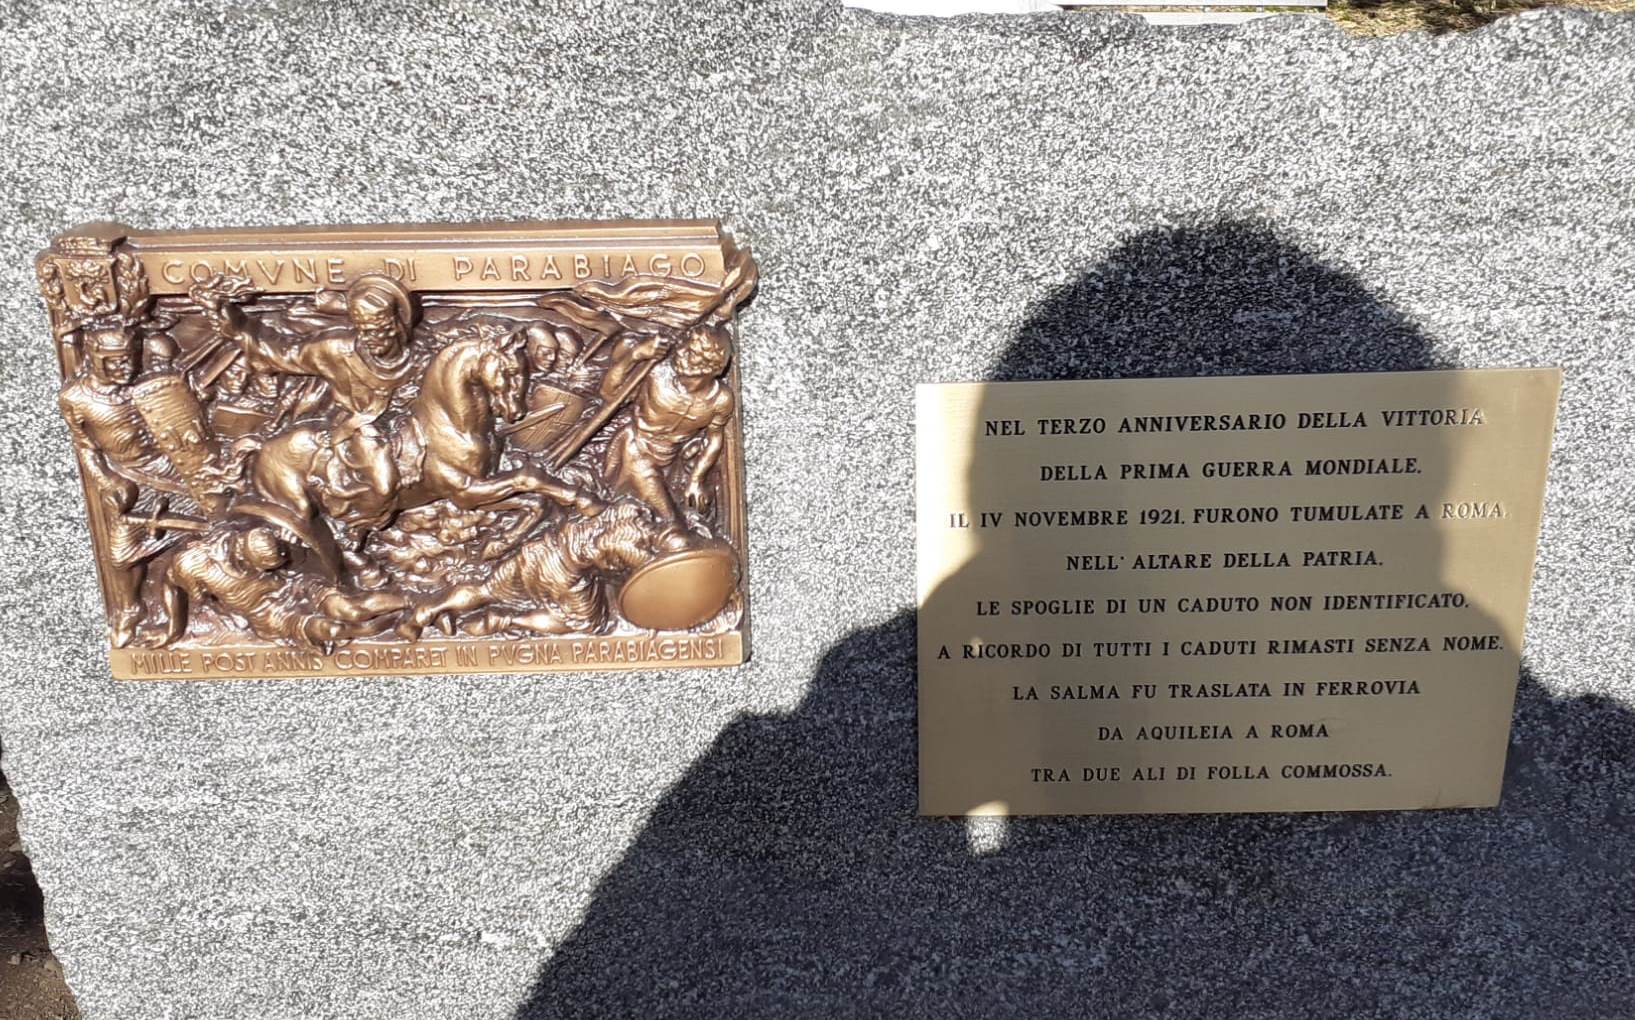 COMVNE DI PARABIAGO
MILLE POST ANNIS COMPARET IN PVGNA PARABIAGENSI
NEL TERZO ANNIVERSARIO DELLA VITTORIA
DELLA PRIMA GUERRA MONDIALE.
IL IV NOVEMBRE 1921. FURONO TUMULATE A ROMA.
NELL' ALTARE DELLA PATRIA.
LE SPOGLIE DI UN CADUTO NON IDENTIFICATO.
A RICORDO DI TUTTI I CADUTI RIMASTI SENZA NOME.
LA SALMA FU TRASLATA IN FERROVIA
DA AQUILEIA A ROMA
TRA DUE ALI DI FOLLA COMMOSSA.